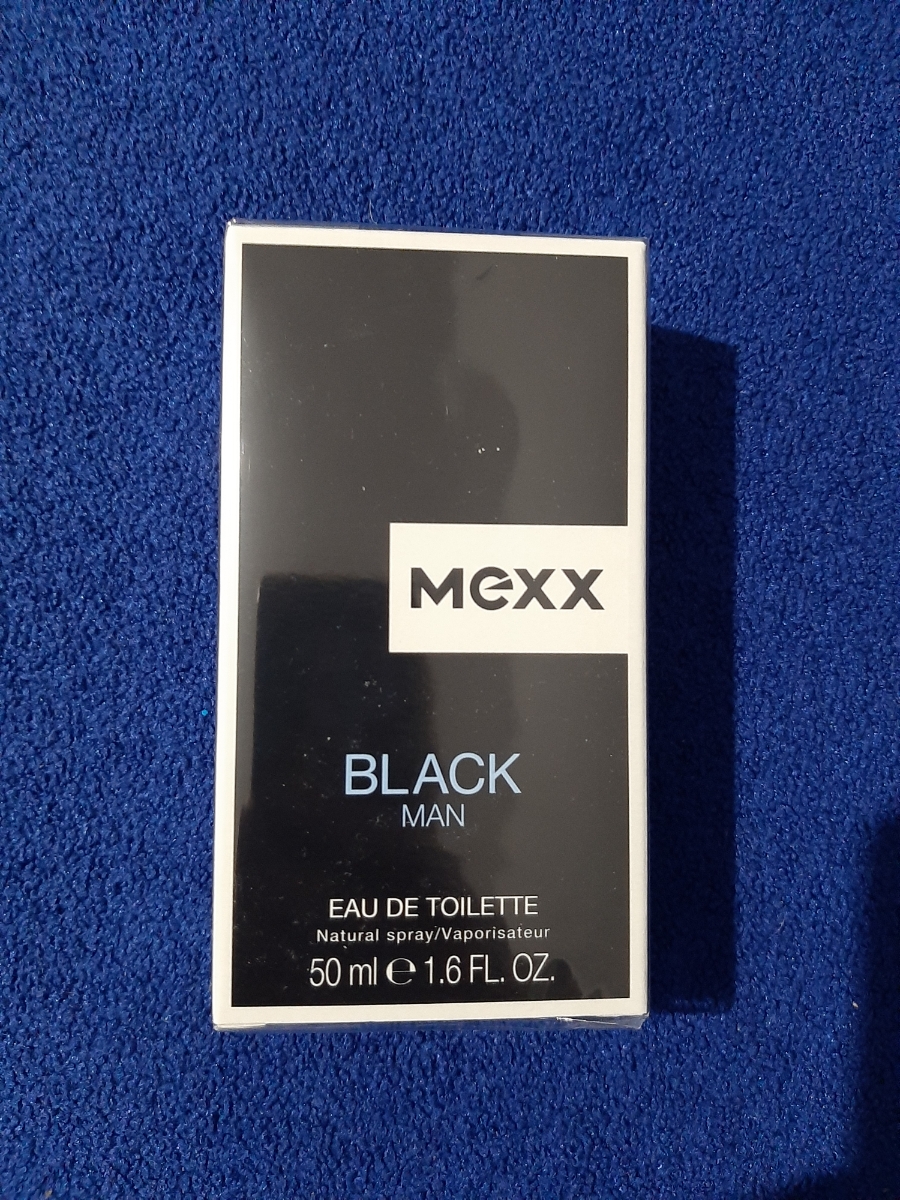 mexx
BLACK
MAN
EAU DE TOILETTE
Natural spray/Vaporisateur
50 ml ℮ 1.6 FL. OZ.